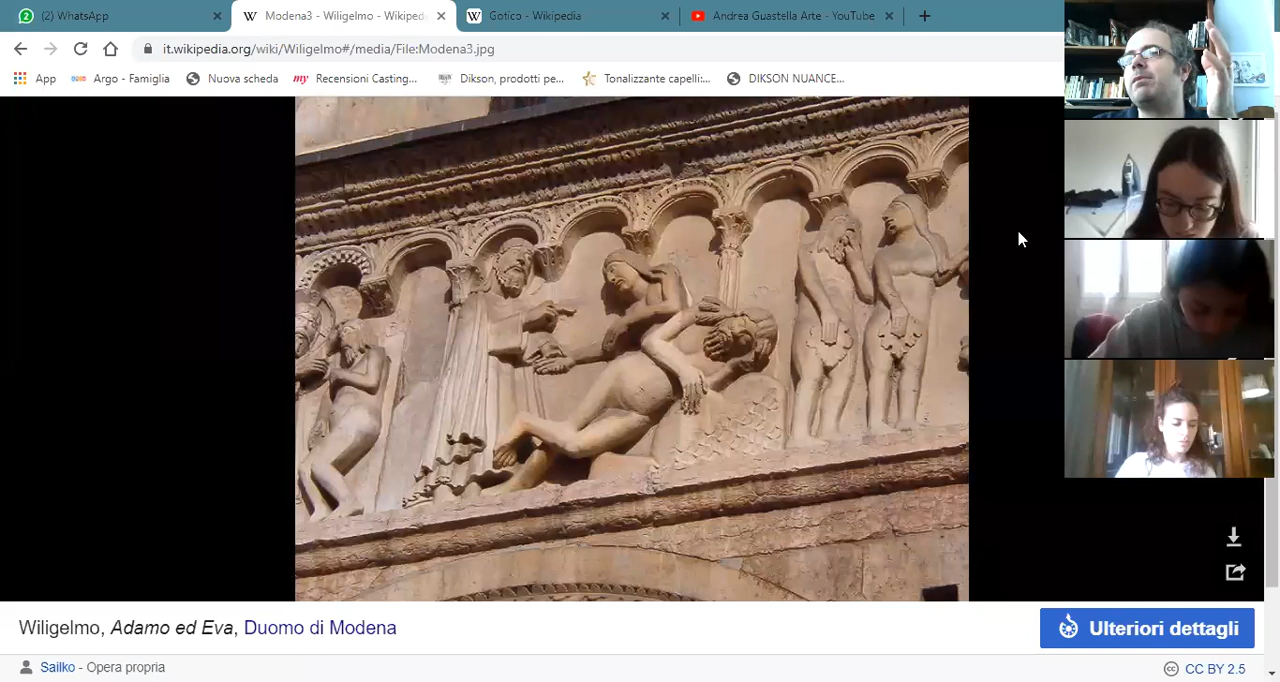 (2) WhatsApp
Modena3 - Wiligelmo - Wikiped
Gotico - Wikipedia
Andrea Guastella Arte - YouTube
it.wikipedia.org/wiki/Wiligelmo#/media/File:Modena3.jpg
App
Argo - Famiglia
Nuova scheda
my Recensioni Casting...
Dikson, prodotti pe...
Tonalizzante capelli:...
DIKSON NUANCE...
Wiligelmo, Adamo ed Eva, Duomo di Modena
Ulteriori dettagli
Sailko - Opera propria
CC BY 2.5